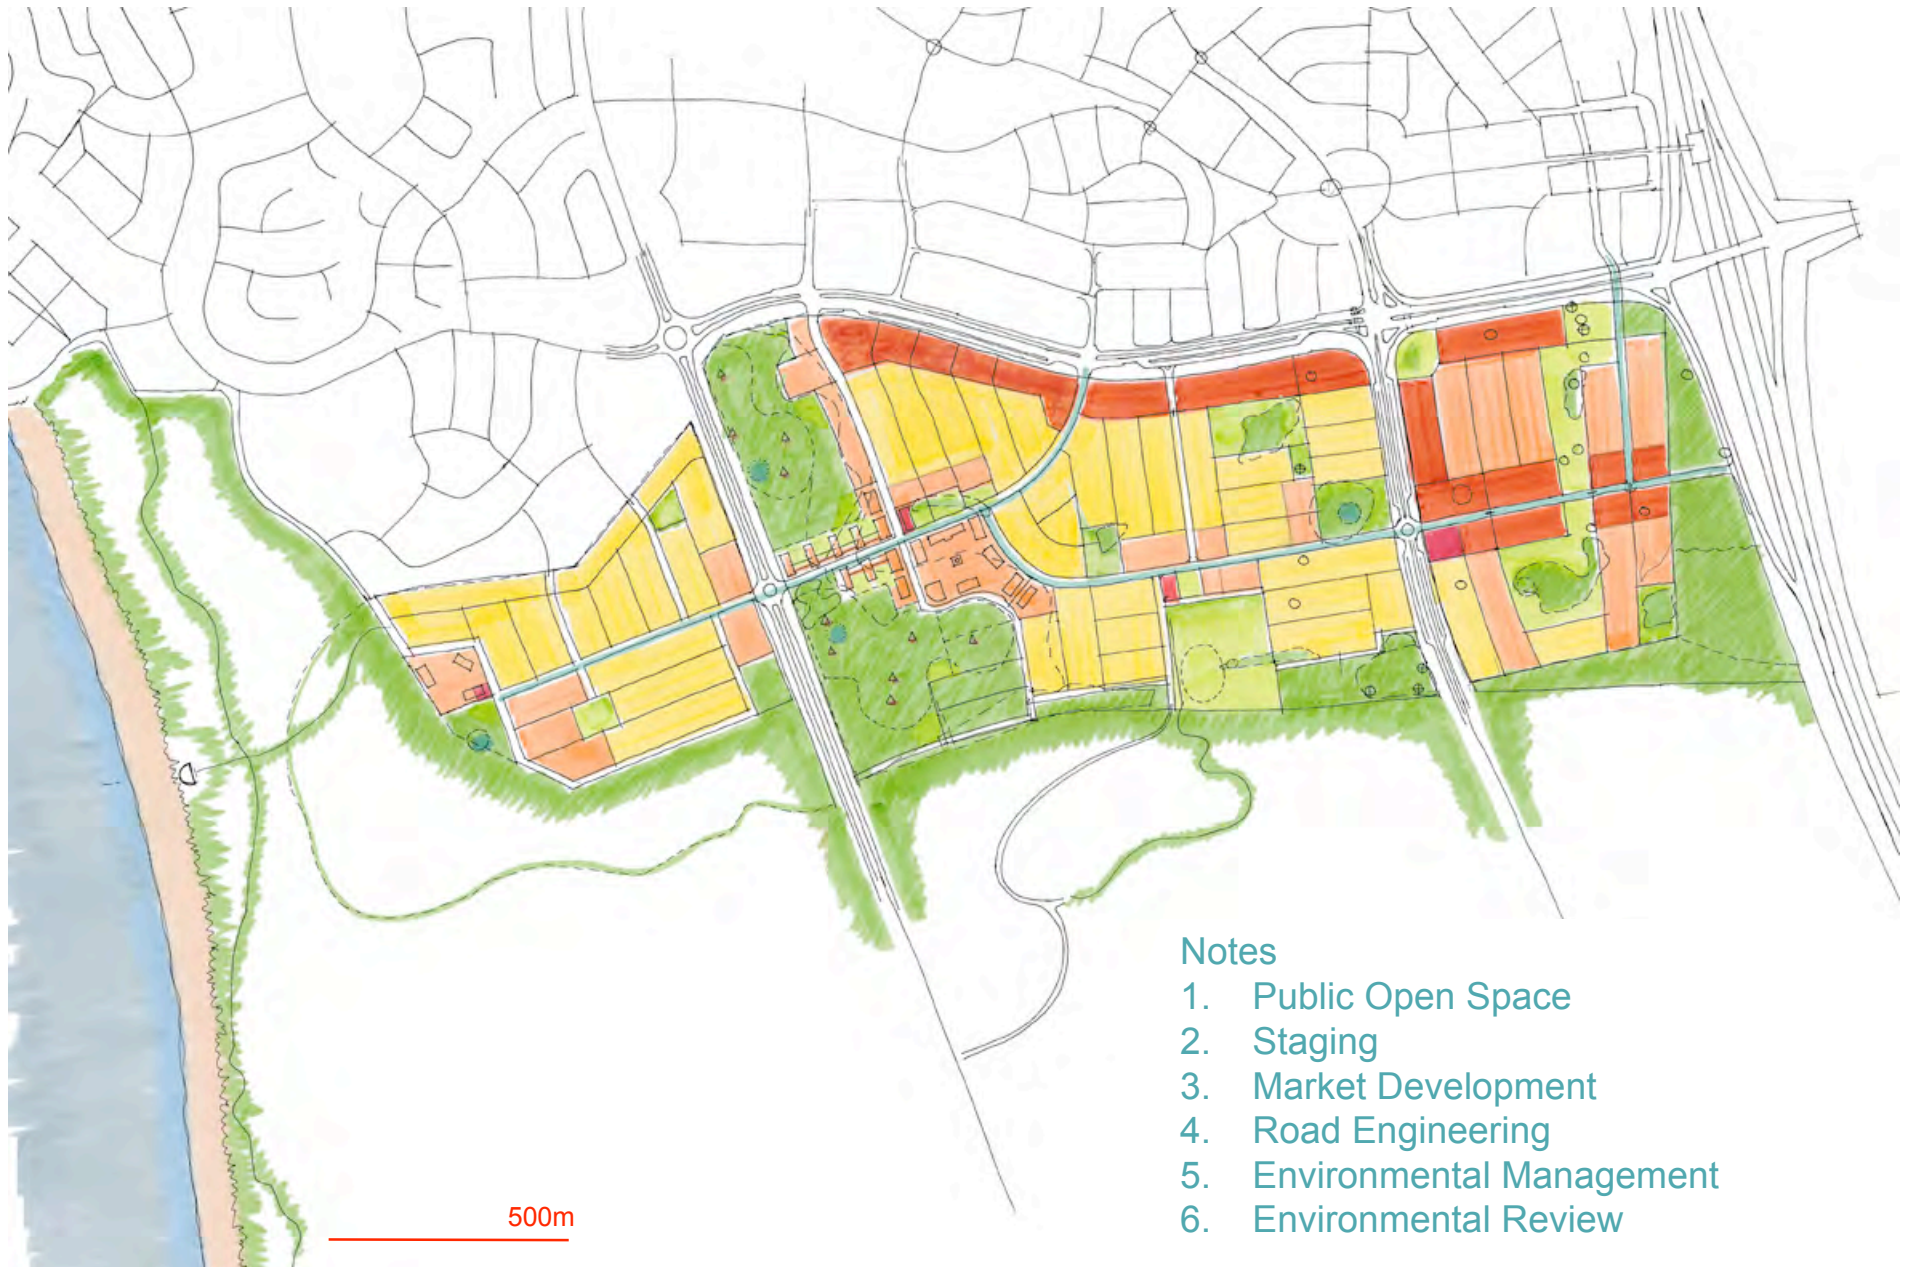 Notes
1. Public Open Space
2. Staging
3. Market Development
4. Road Engineering
5. Environmental Management
6. Environmental Review
500m